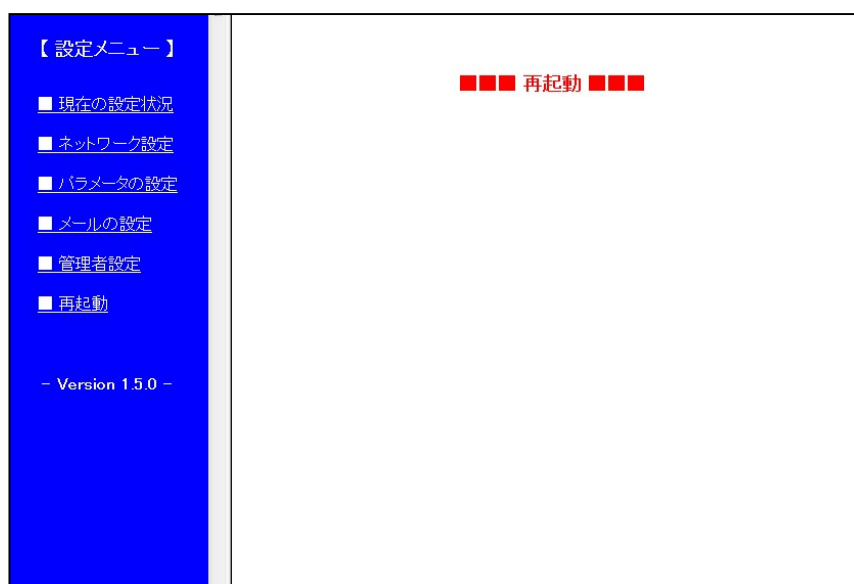 【 設定メニュー 】
■ 現在の設定状況
■ ネットワーク設定
■ パラメータの設定
■ メールの設定
■ 管理者設定
■ 再起動
- Version 1.5.0 -
■■■ 再起動 ■■■